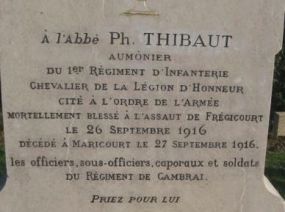 à l'Abbé Ph. THIBAUT
AUMÔNIER
DU 1er RÉGIMENT D'INFANTERIE
CHEVALIER DE LA LÉGION D'HONNEUR
CITÉ À L'ORDRE DE L'ARMÉE
MORTELLEMENT BLESSÉ À L'ASSAUT DE FRÉGICOURT
LE 26 SEPTEMBRE 1916
DÉCÉDÉ À MARICOURT LE 27 SEPTEMBRE 1916.
les officiers, sous-officiers, caporaux et soldats
DU RÉGIMENT DE CAMBRAI.
PRIEZ POUR LUI